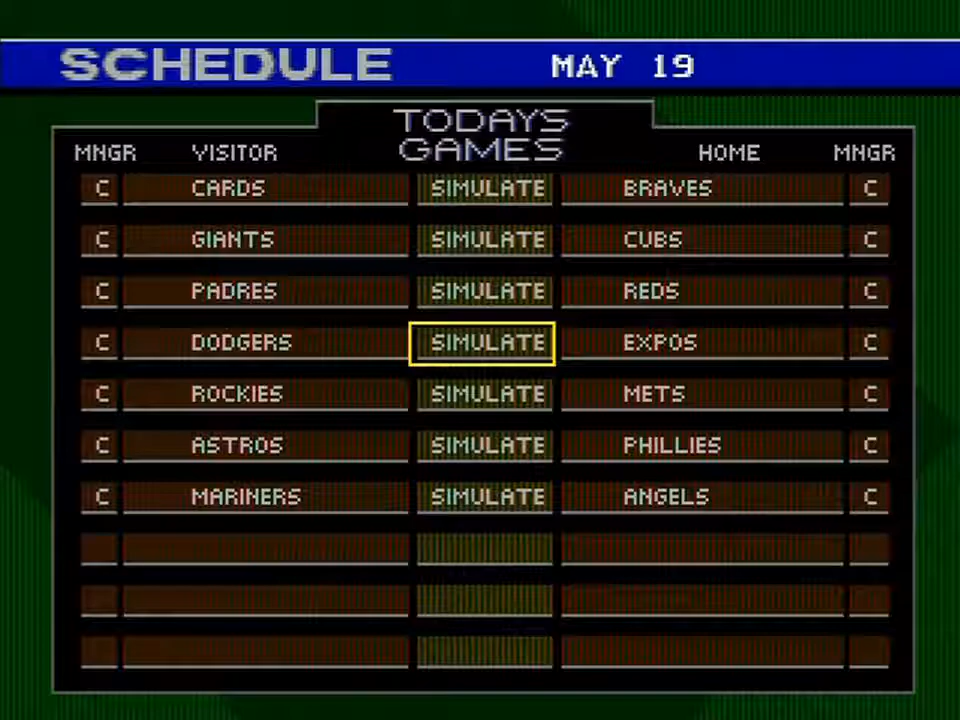 SCHEDULE MAY 19
TODAYS
GAMES
MNGR VISITOR HOME MNGR
C CARDS SIMULATE BRAVES C
C GIANTS SIMULATE CUBS C
C PADRES SIMULATE REDS C
C DODGERS SIMULATE EXPOS C
C ROCKIES SIMULATE METS C
C ASTROS SIMULATE PHILLIES C
C MARINERS SIMULATE ANGELS C